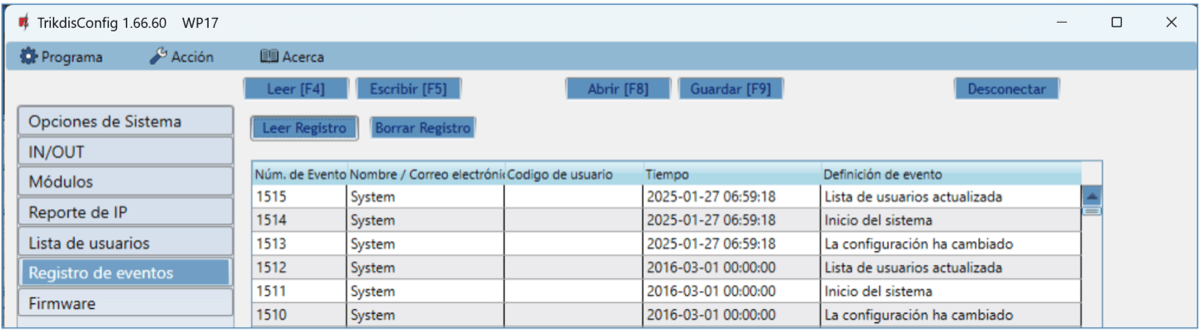 TrikdisConfig 1.66.60 WP17
Programa Acción Acerca
Leer [F4] Escribir [F5] Abrir [F8] Guardar [F9] Desconectar
Opciones de Sistema
IN/OUT
Módulos
Reporte de IP
Lista de usuarios
Registro de eventos
Firmware
Leer Registro Borrar Registro
Núm. de Evento Nombre / Correo electróni Codigo de usuario Tiempo Definición de evento
1515 System 2025-01-27 06:59:18 Lista de usuarios actualizada
1514 System 2025-01-27 06:59:18 Inicio del sistema
1513 System 2025-01-27 06:59:18 La configuración ha cambiado
1512 System 2016-03-01 00:00:00 Lista de usuarios actualizada
1511 System 2016-03-01 00:00:00 Inicio del sistema
1510 System 2016-03-01 00:00:00 La configuración ha cambiado